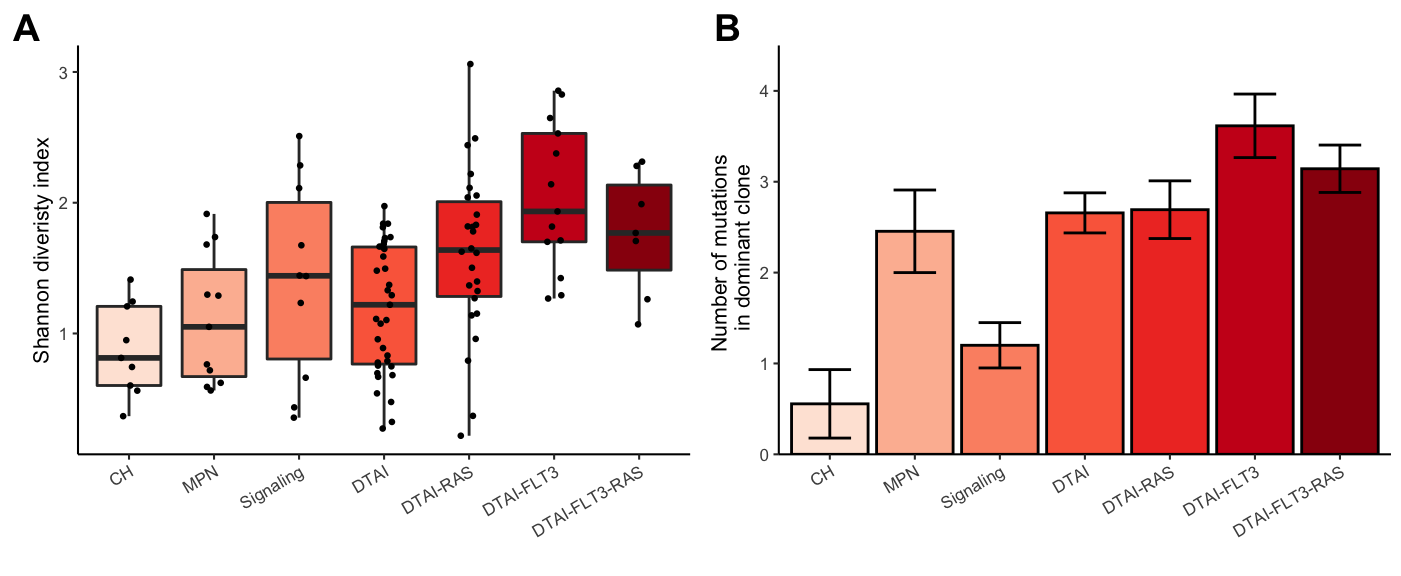 A
Shannon diveristy index
3
2
1
CH
MPN
Signaling
DTAI
DTAI-RAS
DTAI-FLT3
DTAI-FLT3-RAS
B
Number of mutations
in dominant clone
4
3
2
1
0
CH
MPN
Signaling
DTAI
DTAI-RAS
DTAI-FLT3
DTAI-FLT3-RAS